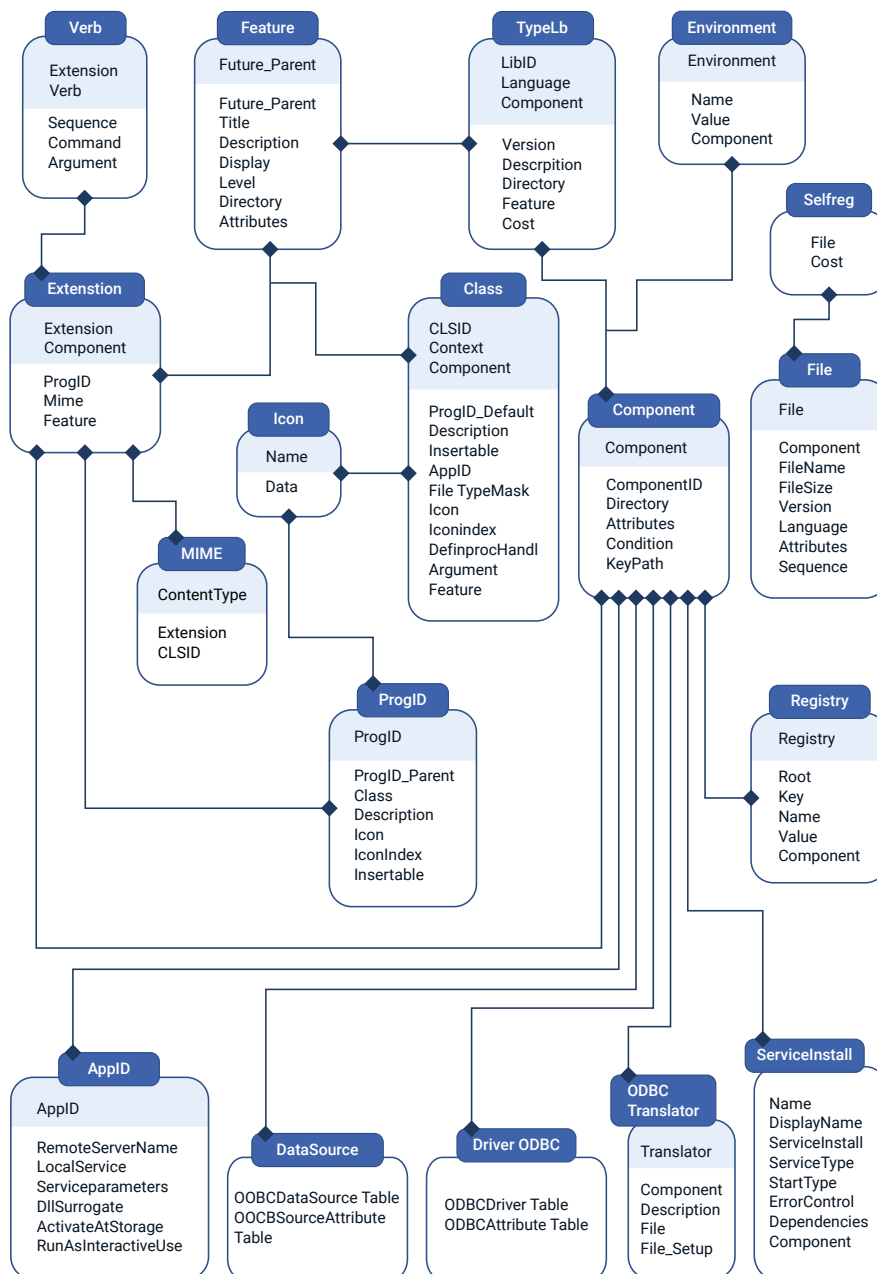 Verb
Extension
Verb
Sequence
Command
Argument
Feature
Future_Parent
Future_Parent
Title
Description
Display
Level
Directory
Attributes
TypeLb
LibID
Language
Component
Version
Descrpition
Directory
Feature
Cost
Environment
Environment
Name
Value
Component
Selfreg
File
Cost
Extenstion
Extension
Component
ProgID
Mime
Feature
Class
CLSID
Context
Component
ProgID_Default
Description
Insertable
AppID
File TypeMask
Icon
Iconindex
DefinprocHandl
Argument
Feature
File
File
Component
FileName
FileSize
Version
Language
Attributes
Sequence
Icon
Name
Data
Component
Component
ComponentID
Directory
Attributes
Condition
KeyPath
MIME
ContentType
Extension
CLSID
ProgID
ProgID
ProgID_Parent
Class
Description
Icon
IconIndex
Insertable
Registry
Registry
Root
Key
Name
Value
Component
AppID
AppID
RemoteServerName
LocalService
Serviceparameters
DllSurrogate
ActivateAtStorage
RunAsInteractiveUse
DataSource
OOBCDataSource Table
OOCBSourceAttribute
Table
Driver ODBC
ODBCDriver Table
ODBCAttribute Table
ODBC
Translator
Translator
Component
Description
File
File_Setup
ServiceInstall
Name
DisplayName
ServiceInstall
ServiceType
StartType
ErrorControl
Dependencies
Component